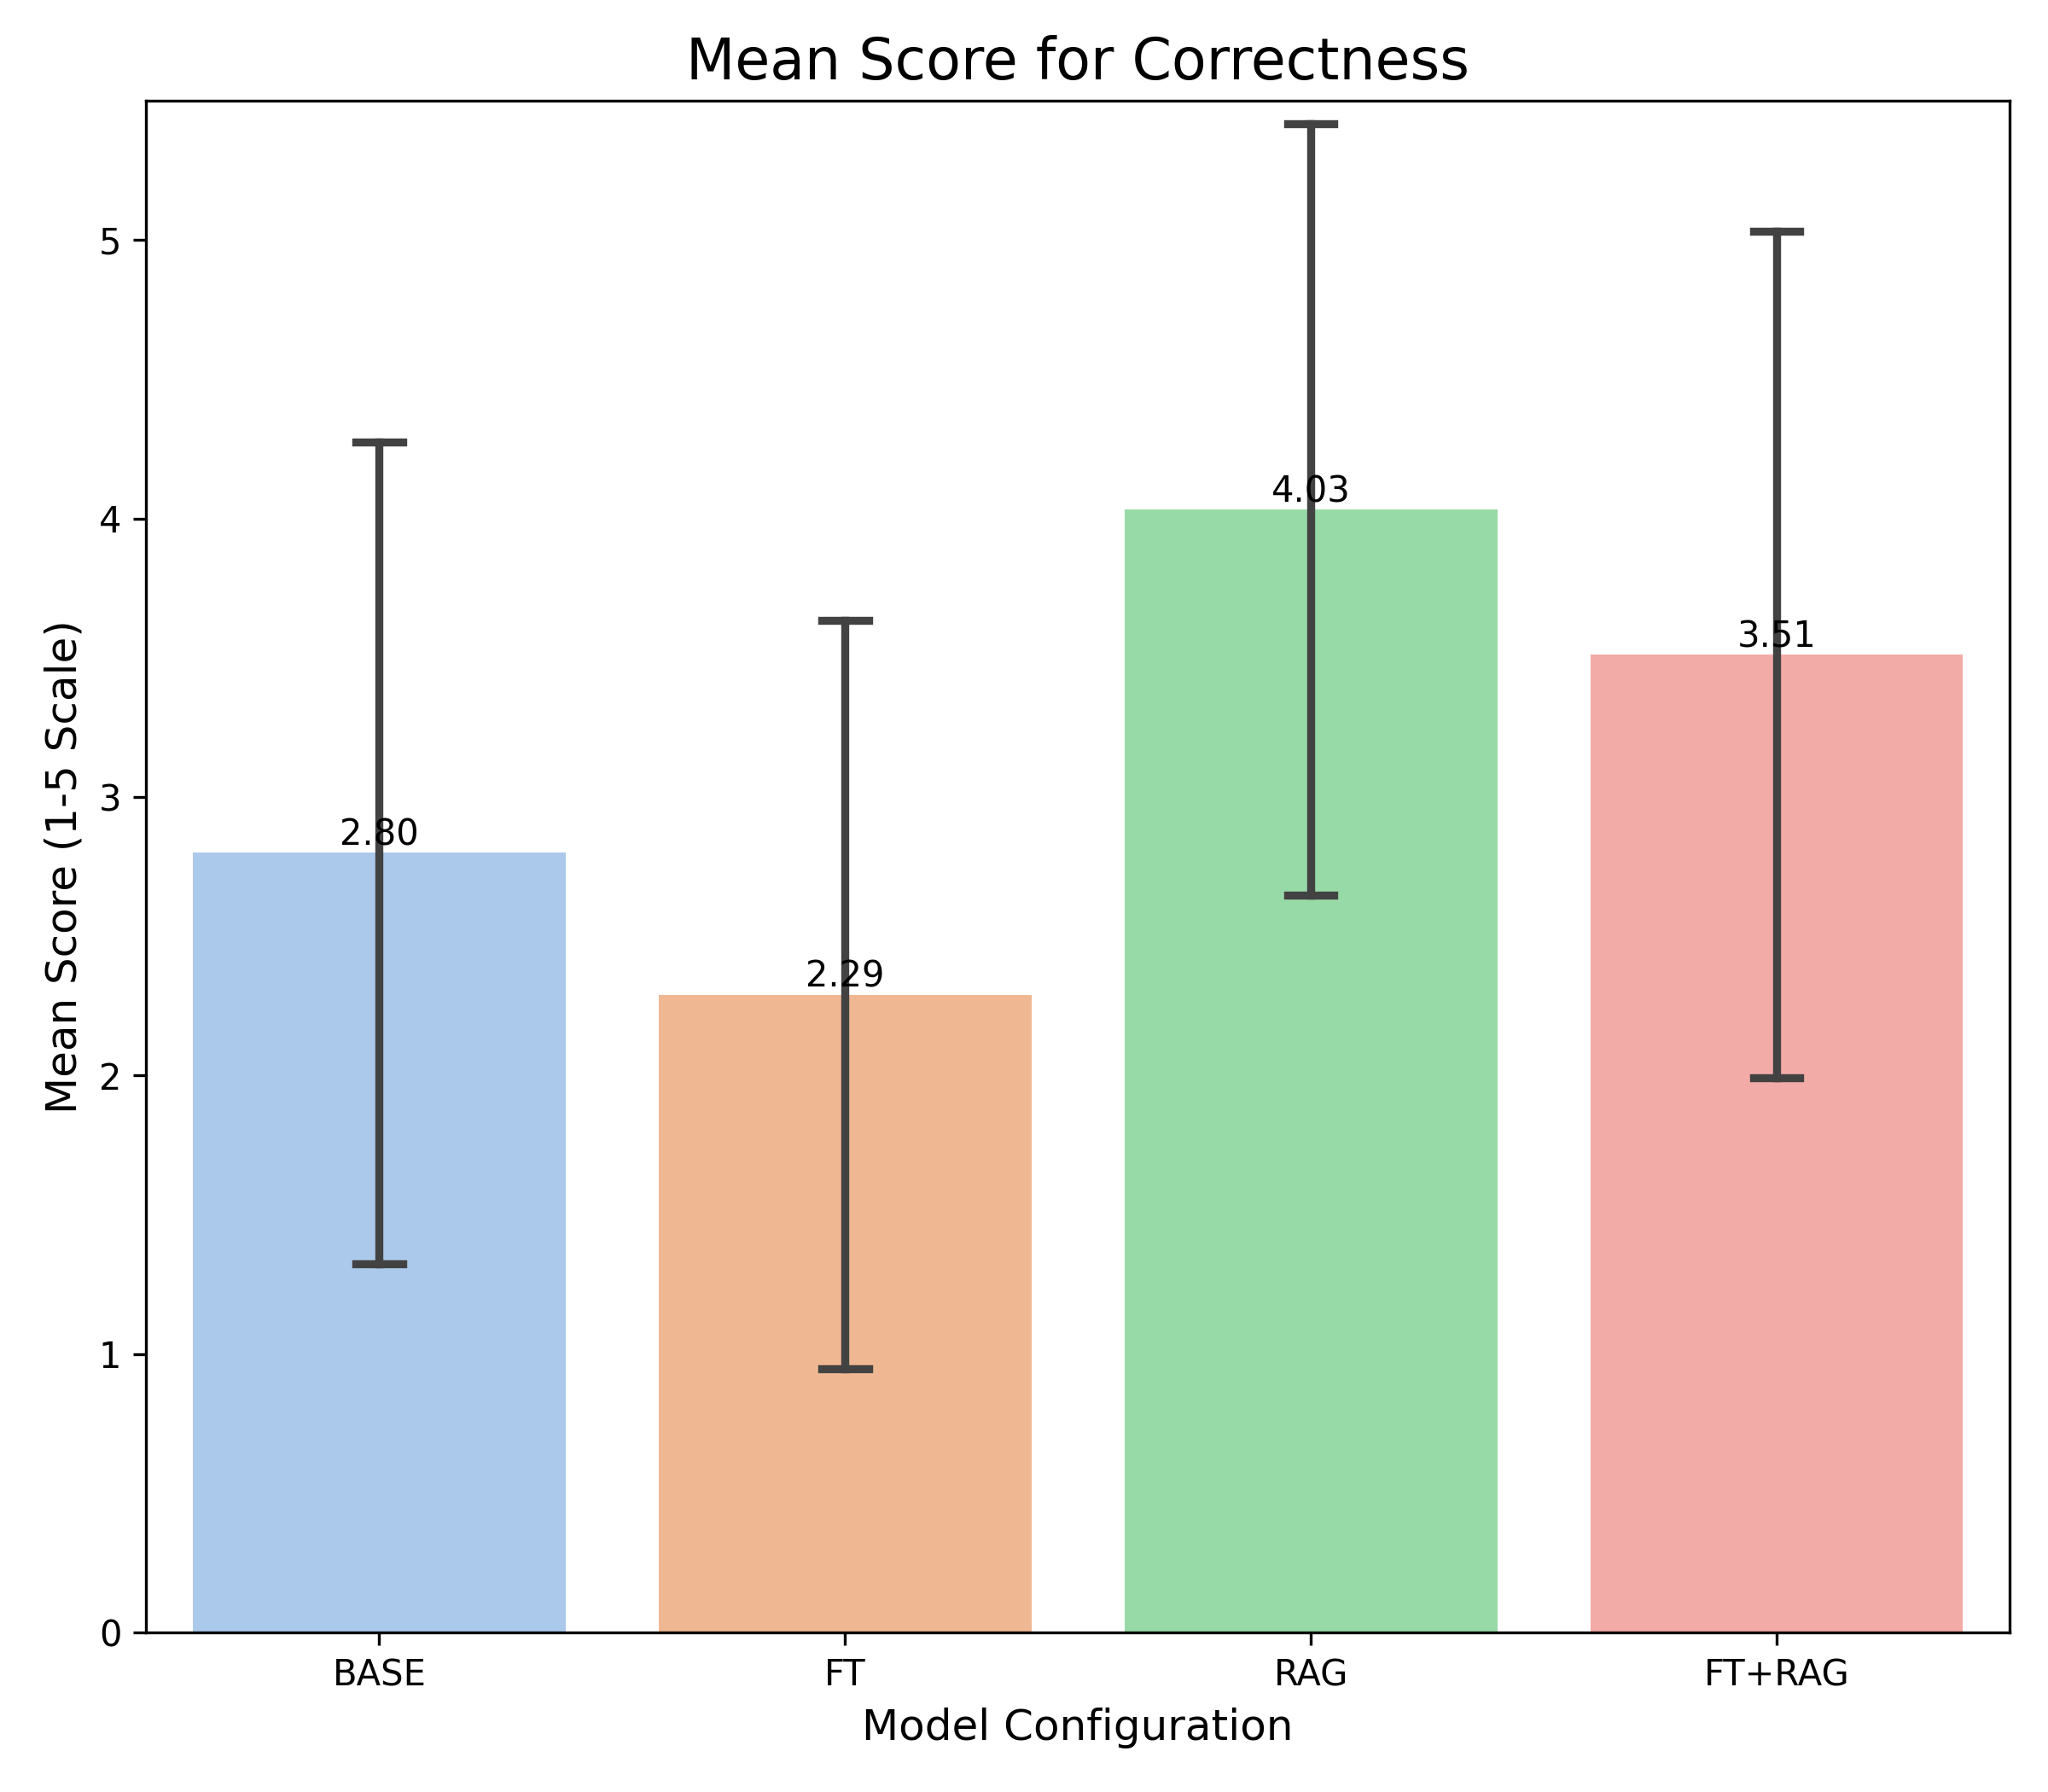 Mean Score for Correctness
Mean Score (1-5 Scale)
5
4
3
2
1
0
2.80
2.29
4.03
3.51
BASE
FT
RAG
FT+RAG
Model Configuration